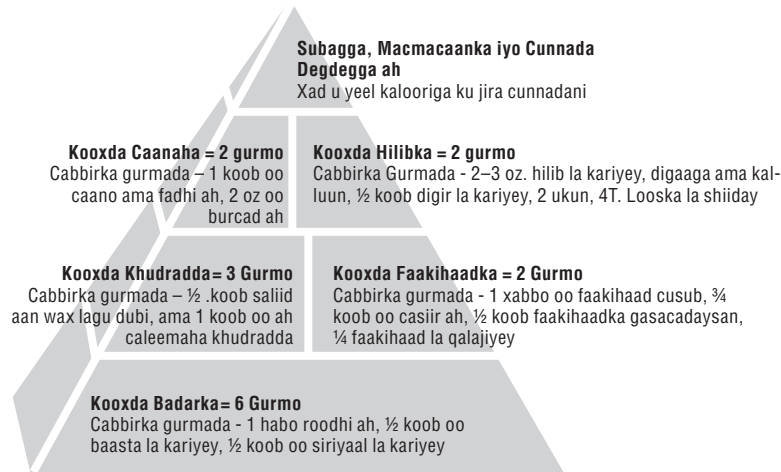 Subagga, Macmacaanka iyo Cunnada
Degdegga ah
Xad u yeel kalooriga ku jira cunnadani
Kooxda Caanaha = 2 gurmo
Cabbirka gurmada – 1 koob oo
caano ama fadhi ah, 2 oz oo
burcad ah
Kooxda Hilibka = 2 gurmo
Cabbirka Gurmada - 2–3 oz. hilib la kariyey, digaaga ama kal-
luun, ½ koob digir la kariyey, 2 ukun, 4T. Looska la shiiday
Kooxda Khudradda= 3 Gurmo
Cabbirka gurmada – ½ .koob saliid
aan wax lagu dubi, ama 1 koob oo ah
caleemaha khudradda
Kooxda Faakihaadka = 2 Gurmo
Cabbirka gurmada - 1 xabbo oo faakihaad cusub, ¾
koob oo casiir ah, ½ koob faakihaadka gasacadaysan,
¼ faakihaad la qalajiyey
Kooxda Badarka= 6 Gurmo
Cabbirka gurmada - 1 habo roodhi ah, ½ koob oo
baasta la kariyey, ½ koob oo siriyaal la kariyey